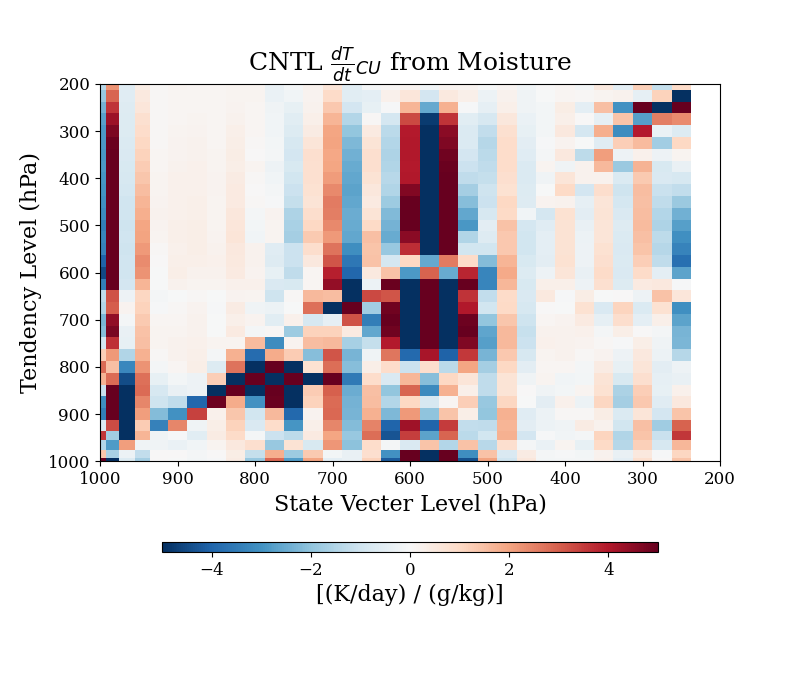 CNTL dT/dt CU from Moisture
200
300
400
500
600
700
800
900
1000
Tendency Level (hPa)
1000 900 800 700 600 500 400 300 200
State Vecter Level (hPa)
−4 −2 0 2 4
[(K/day) / (g/kg)]